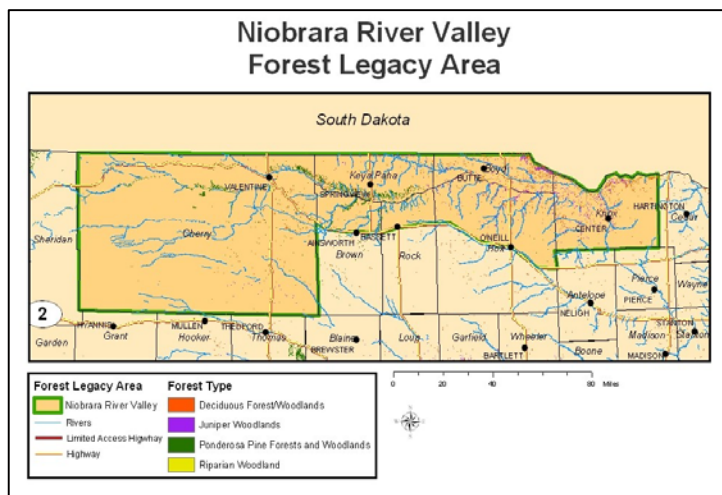 Niobrara River Valley
Forest Legacy Area
South Dakota
Keya Paha
Boyd
BUTTE
VALENTINE
SPRINGVIEW
HARTINGTON
Knox
Cedar
CENTER
Sheridan
Cherry
AINSWORTH
BASSETT
Brown
Rock
O'NEILL
Holt
Pierce
Wayne
PIERCE
Antelope
NELIGH
2
HYANNIS
Grant
MULLEN
Hooker
THEDFORD
Thomas
Blaine
BREWSTER
Loup
Garfield
Wheeler
BARTLETT
Boone
Madison
MADISON
STANTON
Stanton
Garden
Forest Legacy Area
Niobrara River Valley
Rivers
Limited Access Higwhay
Highway
Forest Type
Deciduous Forest/Woodlands
Juniper Woodlands
Ponderosa Pine Forests and Woodlands
Riparian Woodland
0 20 40 80
Miles